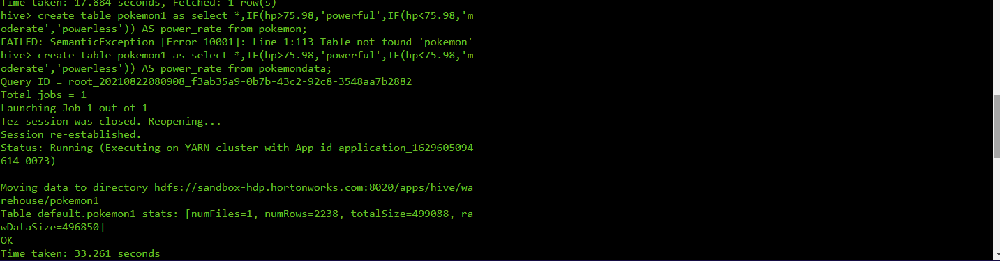 Time taken: 17.884 seconds, Fetched: 1 row(s)
hive> create table pokemon1 as select *,IF(hp>75.98,'powerful',IF(hp<75.98,'m
oderate','powerless')) AS power_rate from pokemon;
FAILED: SemanticException [Error 10001]: Line 1:113 Table not found 'pokemon'
hive> create table pokemon1 as select *,IF(hp>75.98,'powerful',IF(hp<75.98,'m
oderate','powerless')) AS power_rate from pokemondata;
Query ID = root_20210822080908_f3ab35a9-0b7b-43c2-92c8-3548aa7b2882
Total jobs = 1
Launching Job 1 out of 1
Tez session was closed. Reopening...
Session re-established.
Status: Running (Executing on YARN cluster with App id application_1629605094
614_0073)
Moving data to directory hdfs://sandbox-hdp.hortonworks.com:8020/apps/hive/wa
rehouse/pokemon1
Table default.pokemon1 stats: [numFiles=1, numRows=2238, totalSize=499088, ra
wDataSize=496850]
OK
Time taken: 33.261 seconds